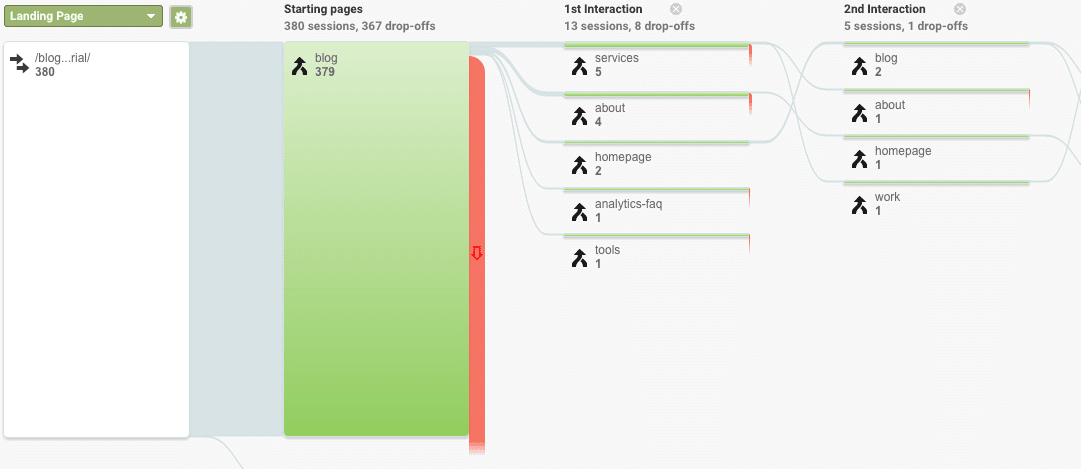 Landing Page
/blog...rial/
380
Starting pages
380 sessions, 367 drop-offs
blog
379
1st Interaction
13 sessions, 8 drop-offs
services
5
about
4
homepage
2
analytics-faq
1
tools
1
2nd Interaction
5 sessions, 1 drop-offs
blog
2
about
1
homepage
1
work
1